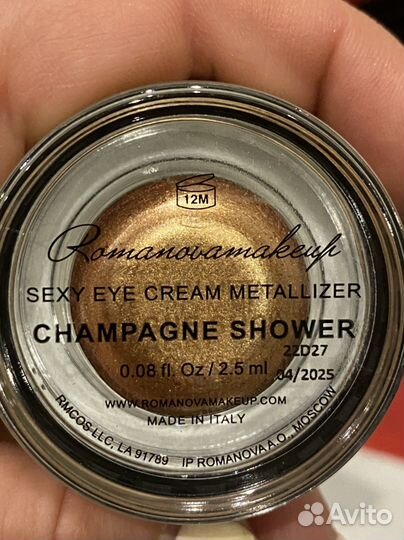 12M
Romanovamakeup
SEXY EYE CREAM METALLIZER
CHAMPAGNE SHOWER
22D27
0.08 fl. Oz / 2.5 ml 04/2025
WWW.ROMANOVAMAKEUP.COM
MADE IN ITALY
RMCOS LLC, LA 91789 IP ROMANOVA A.O., MOSCOW
Avito